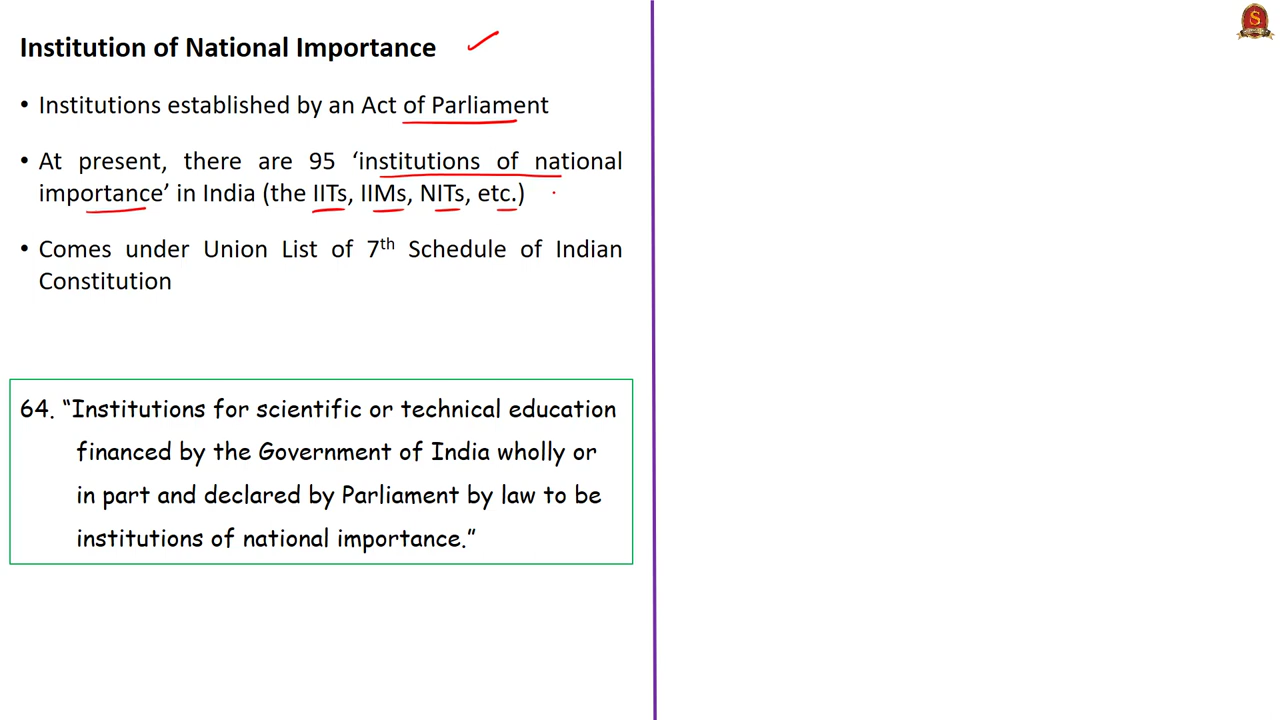 Institution of National Importance
• Institutions established by an Act of Parliament
• At present, there are 95 ‘institutions of national
importance’ in India (the IITs, IIMs, NITs, etc.)
• Comes under Union List of 7th Schedule of Indian
Constitution
64. “Institutions for scientific or technical education
financed by the Government of India wholly or
in part and declared by Parliament by law to be
institutions of national importance.”
S